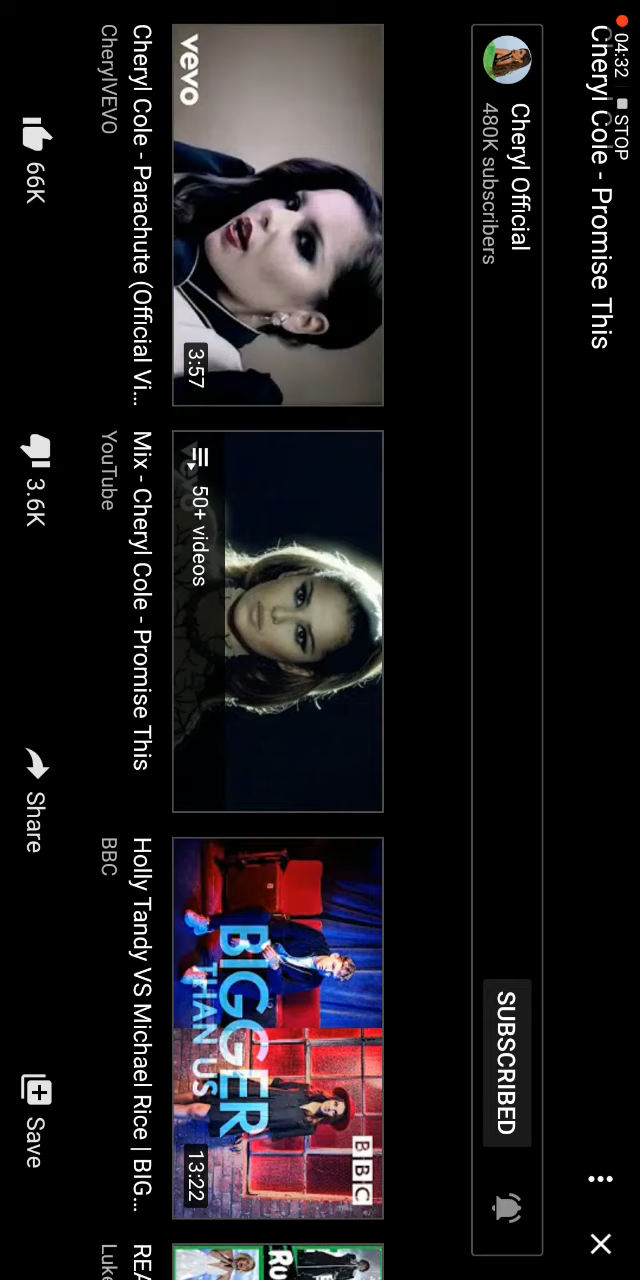 04:32 STOP
Cheryl Cole - Promise This
Cheryl Official
480K subscribers
SUBSCRIBED
vevo
3:57
Cheryl Cole - Parachute (Official Vi...
CherylVEVO
50+ videos
Mix - Cheryl Cole - Promise This
YouTube
BBC
BIGGER
THAN US
13:22
Holly Tandy VS Michael Rice | BIG...
BBC
Ru
REA
Luke
66K
3.6K
Share
Save